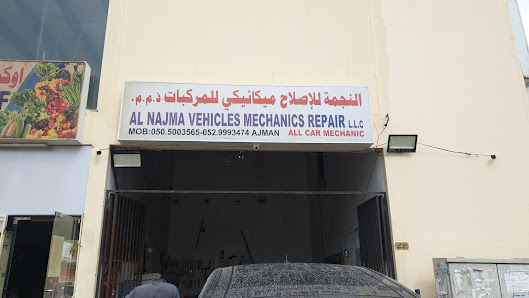 النجمة للإصلاح ميكانيكي للمركبات ذ.م.م.
AL NAJMA VEHICLES MECHANICS REPAIR L.L.C
MOB:050.5003565-052.9993474 AJMAN ALL CAR MECHANIC